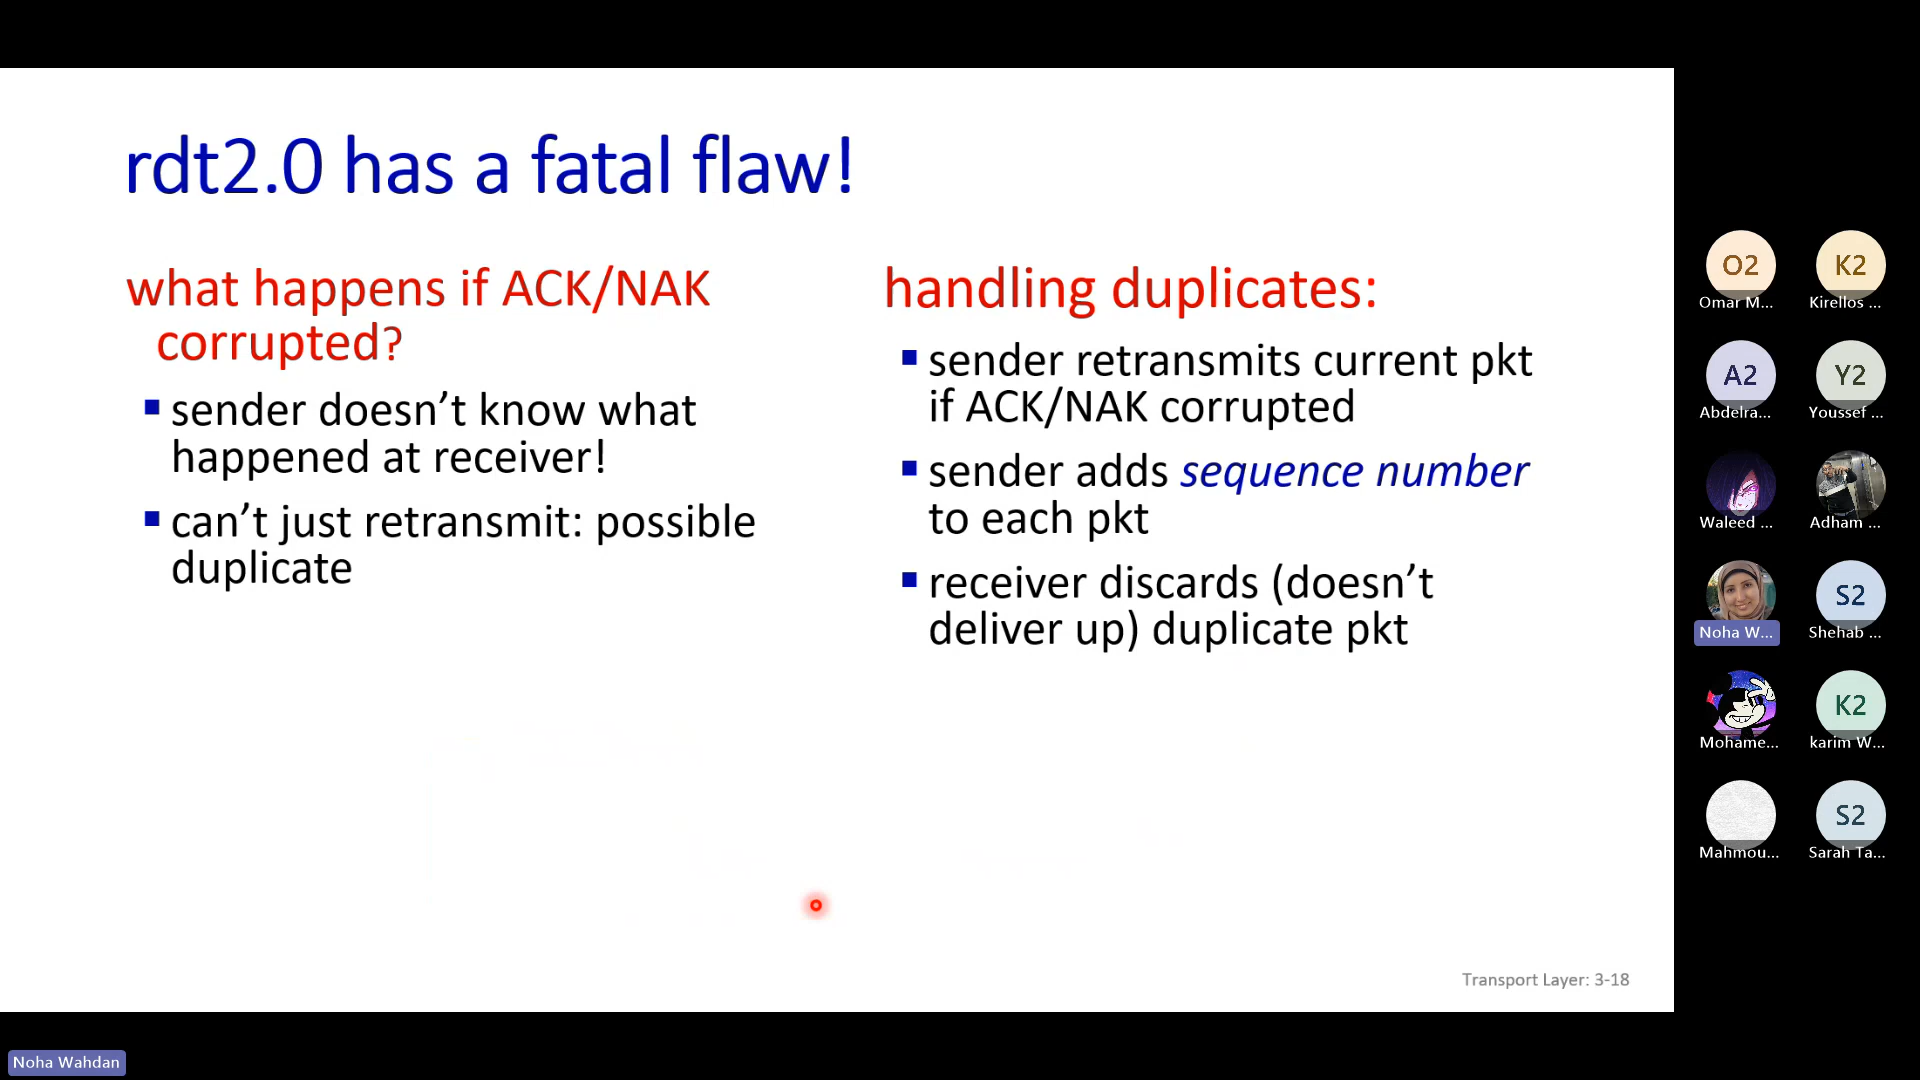 rdt2.0 has a fatal flaw!
what happens if ACK/NAK
corrupted?
▪ sender doesn’t know what
happened at receiver!
▪ can’t just retransmit: possible
duplicate
handling duplicates:
▪ sender retransmits current pkt
if ACK/NAK corrupted
▪ sender adds sequence number
to each pkt
▪ receiver discards (doesn’t
deliver up) duplicate pkt
Transport Layer: 3-18
O2
Omar M...
K2
Kirellos ...
A2
Abdelra...
Y2
Youssef ...
Waleed ...
Adham ...
Noha W...
S2
Shehab ...
Mohame...
K2
karim W...
Mahmou...
S2
Sarah Ta...
Noha Wahdan